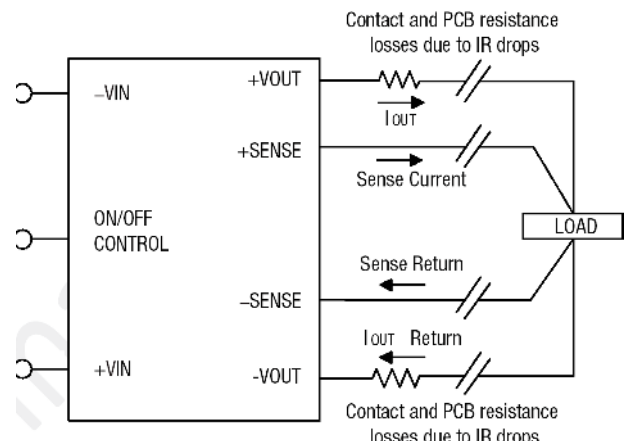 Contact and PCB resistance
losses due to IR drops
+VOUT
–VIN
IOUT
+SENSE
Sense Current
ON/OFF
CONTROL
LOAD
Sense Return
–SENSE
IOUT Return
+VIN
-VOUT
Contact and PCB resistance
losses due to IR drops